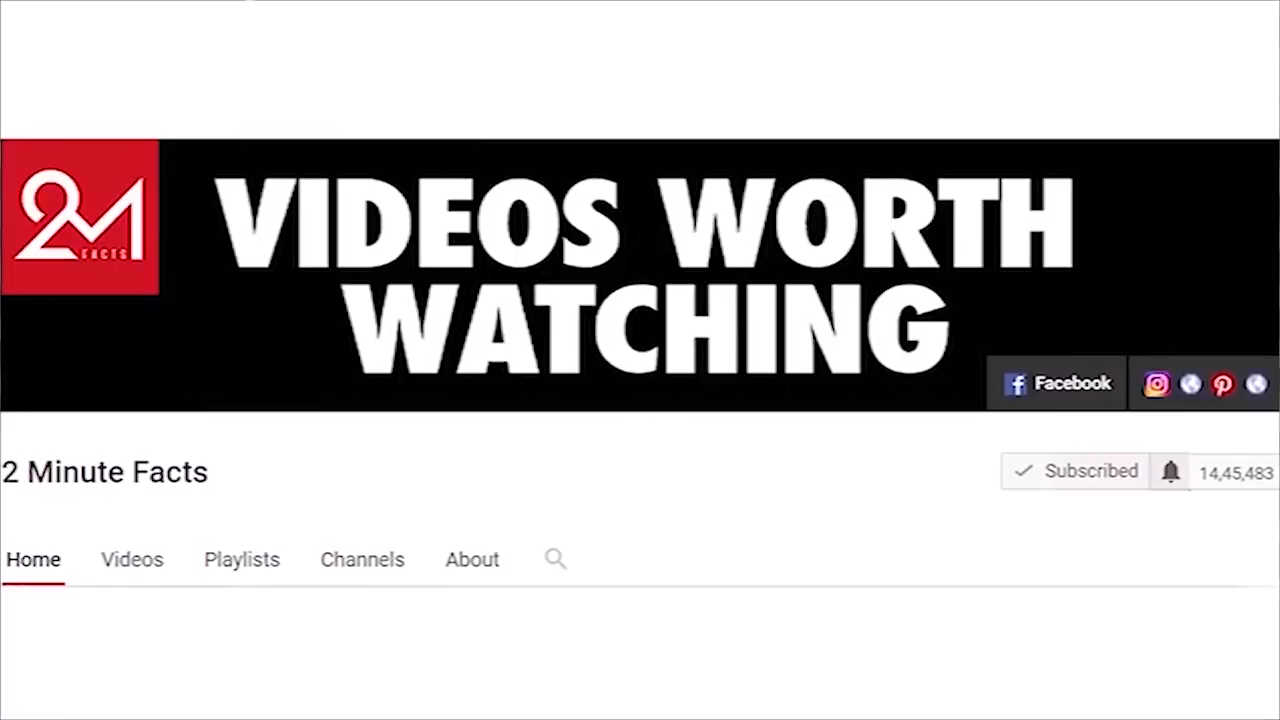 2M
FACTS
VIDEOS WORTH
WATCHING
Facebook
2 Minute Facts
Subscribed
14,45,483
Home Videos Playlists Channels About